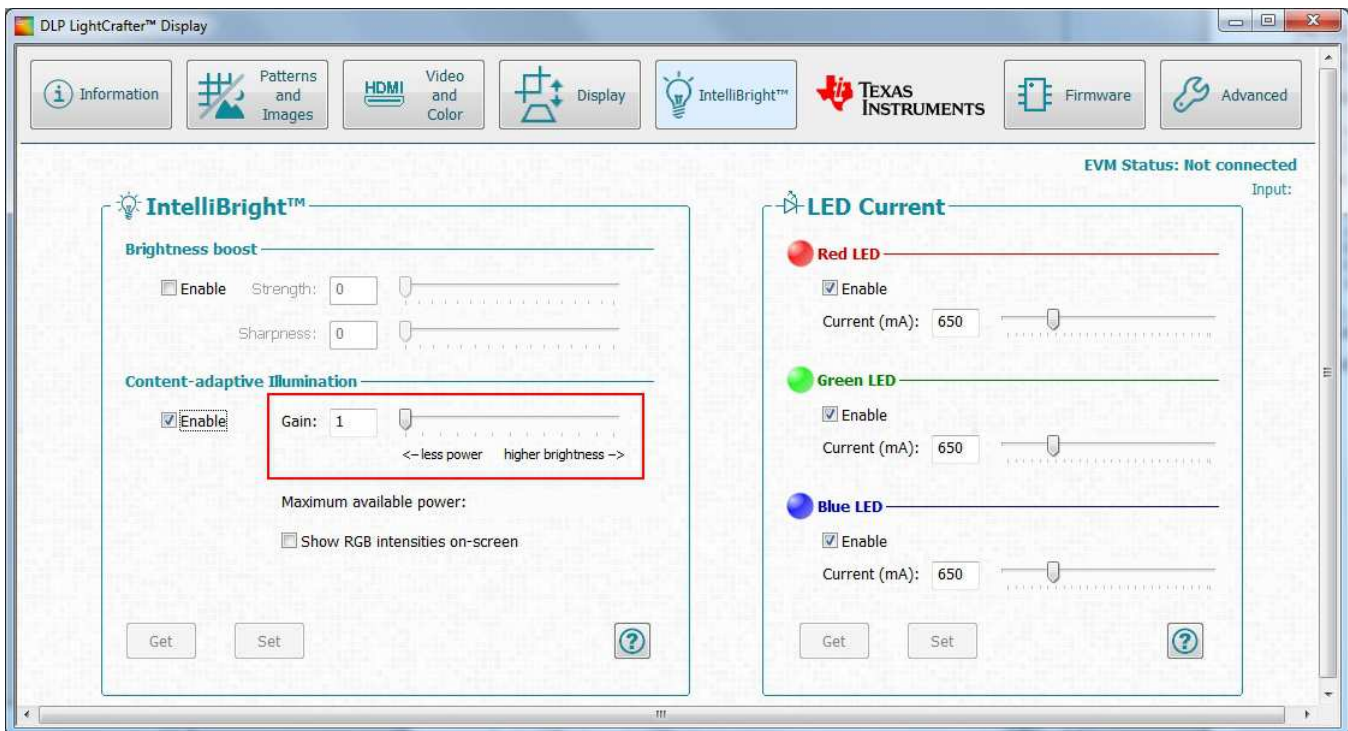 DLP LightCrafter™ Display
Information
Patterns
and
Images
HDMI
Video
and
Color
Display
IntelliBright™
TEXAS
INSTRUMENTS
Firmware
Advanced
EVM Status: Not connected
Input:
IntelliBright™
Brightness boost
Enable Strength: 0
Sharpness: 0
Content-adaptive Illumination
Enable Gain: 1
<– less power higher brightness –>
Maximum available power:
Show RGB intensities on-screen
Get Set
LED Current
Red LED
Enable
Current (mA): 650
Green LED
Enable
Current (mA): 650
Blue LED
Enable
Current (mA): 650
Get Set